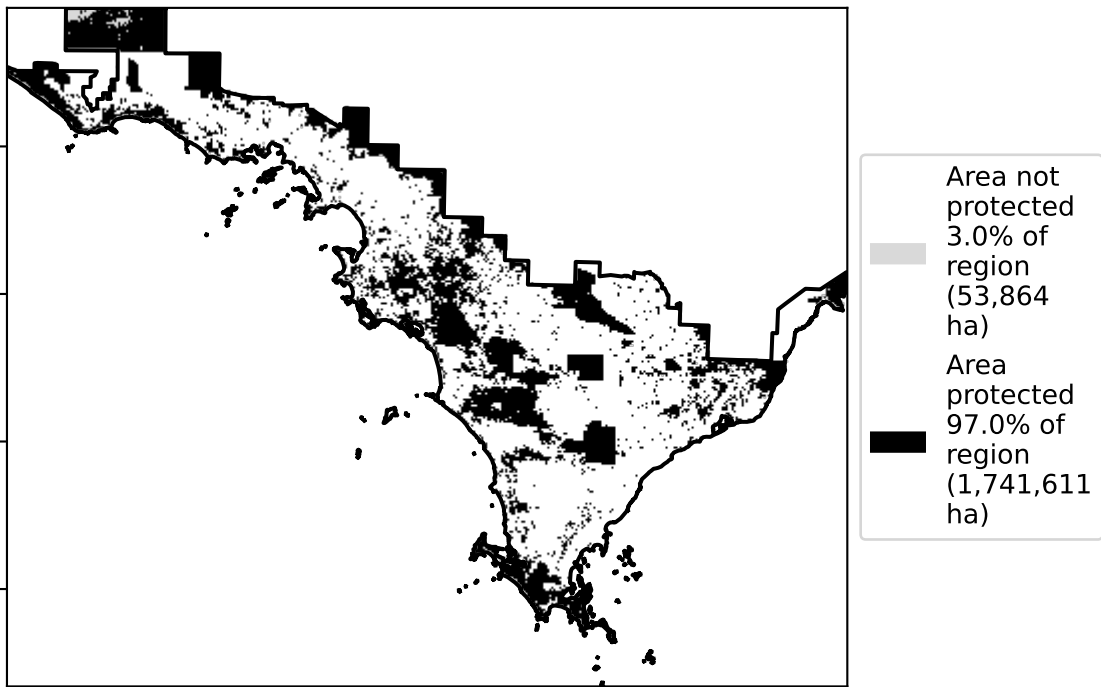 Area not
protected
3.0% of
region
(53,864
ha)
Area
protected
97.0% of
region
(1,741,611
ha)